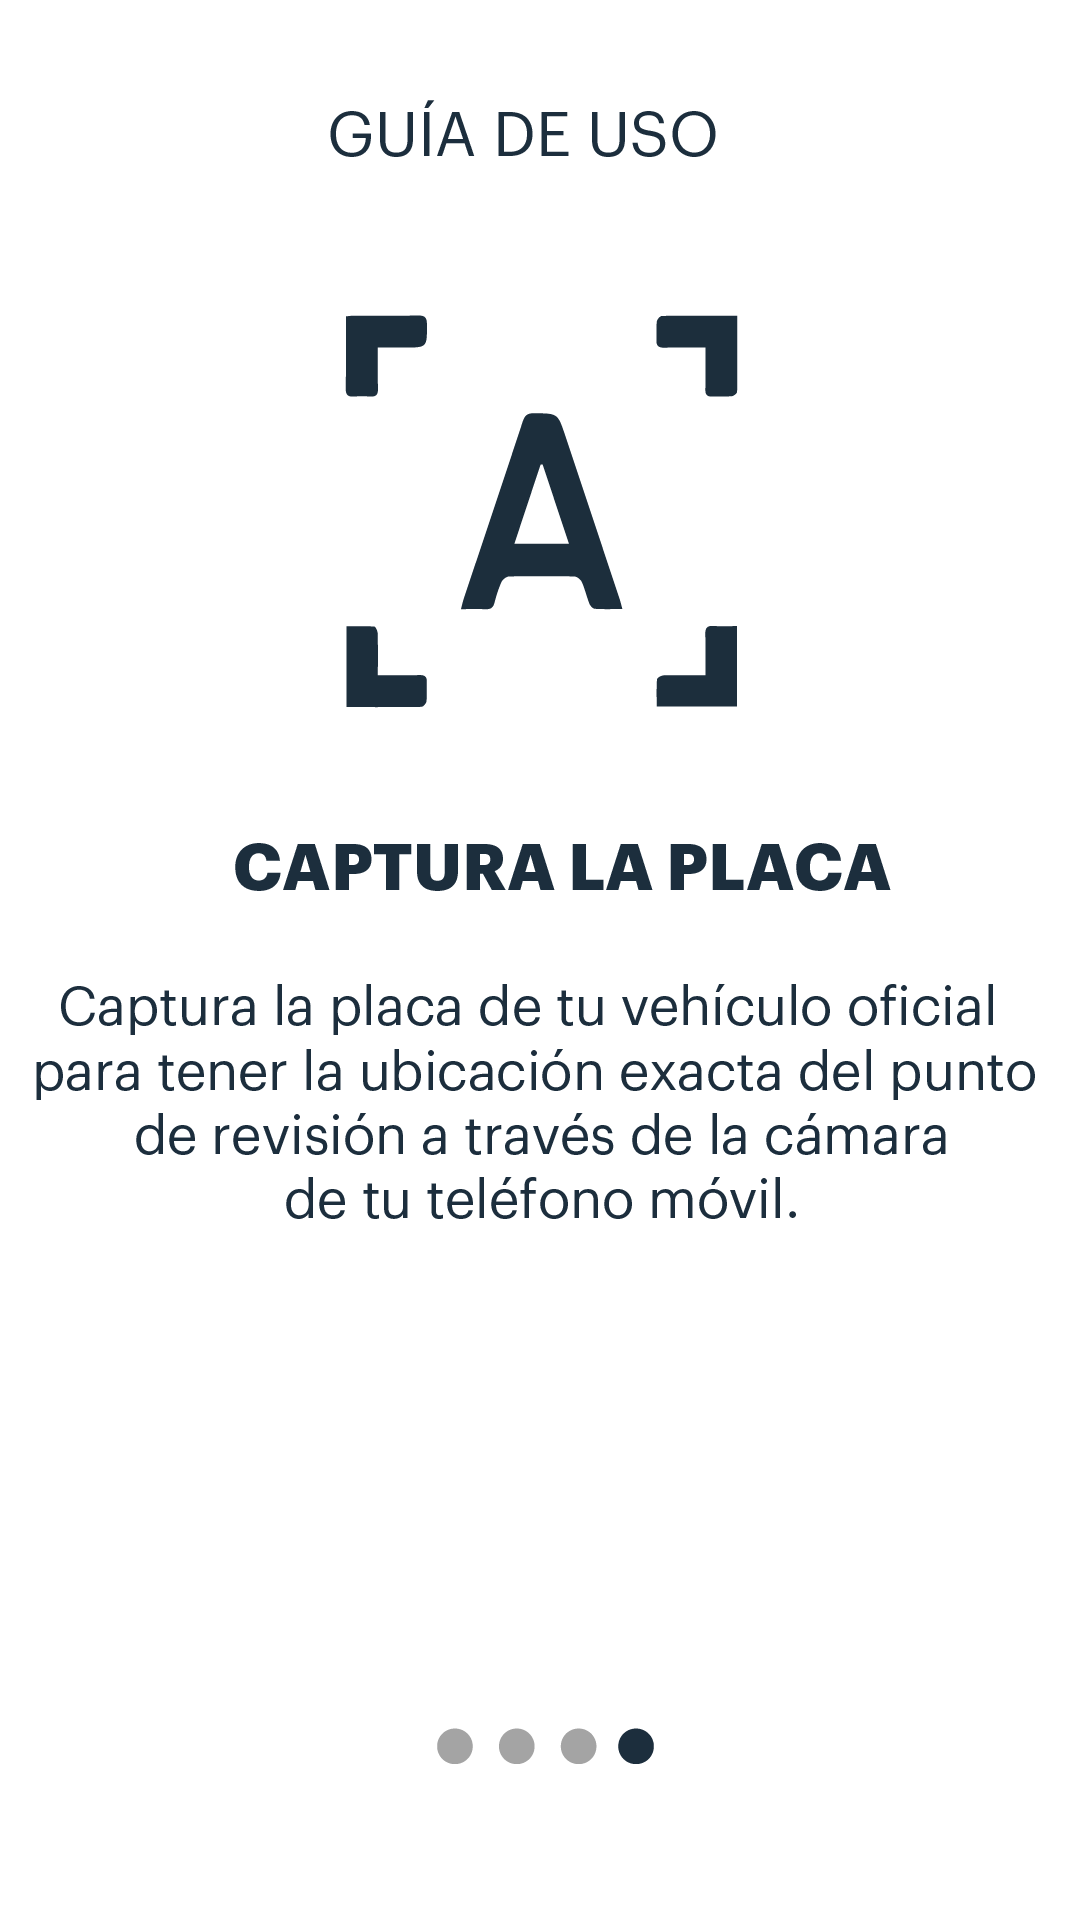 GUÍA DE USO
A
CAPTURA LA PLACA
Captura la placa de tu vehículo oficial
para tener la ubicación exacta del punto
de revisión a través de la cámara
de tu teléfono móvil.